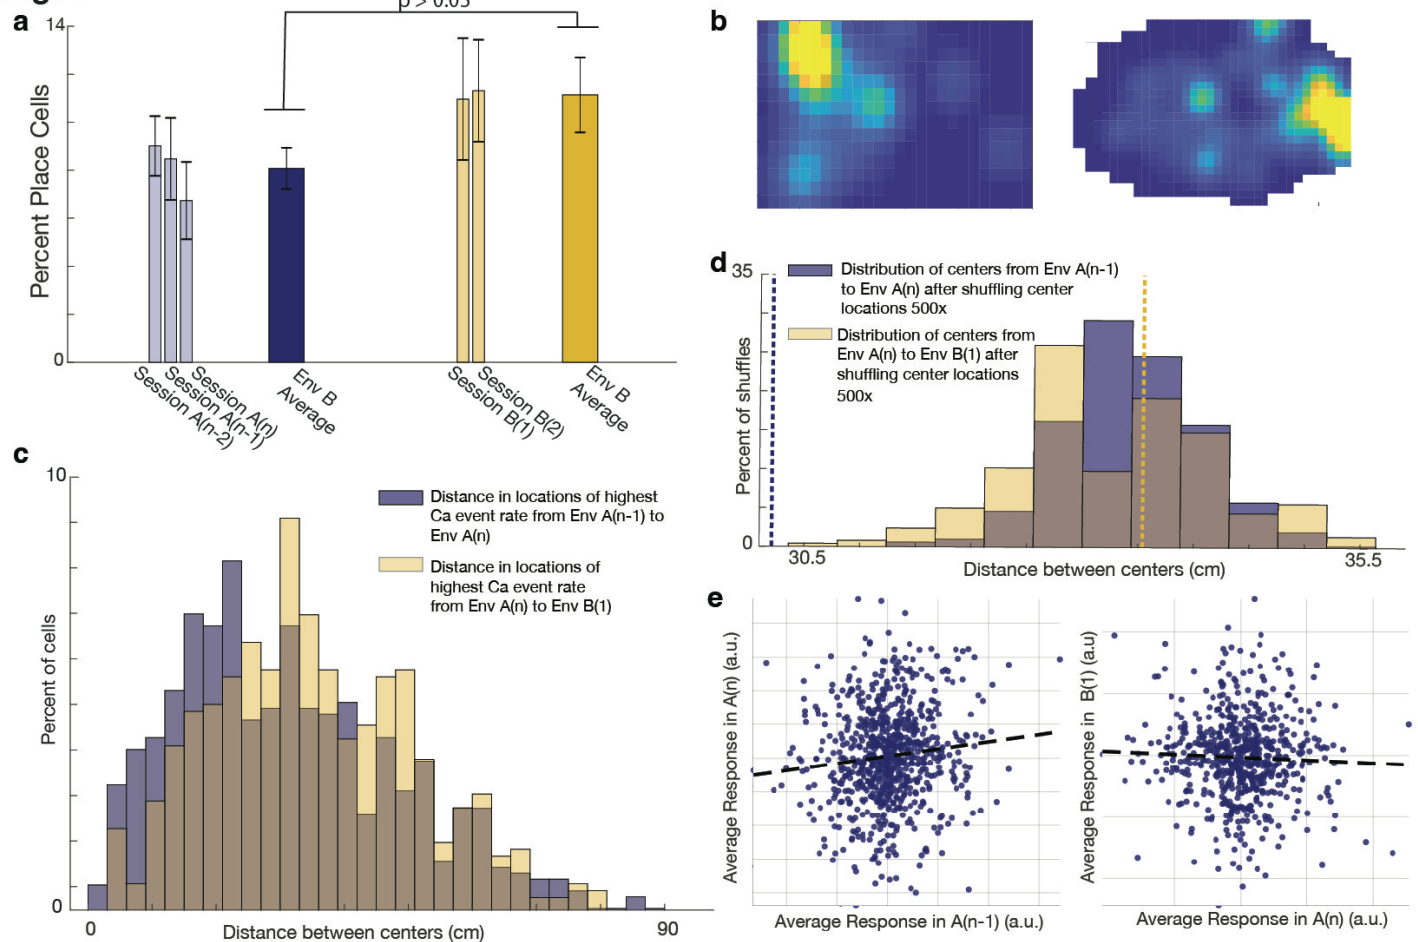 a
14
p > 0.05
Percent Place Cells
0
Session A(n-2)
Session A(n-1)
Session A(n)
Env B
Average
Session B(1)
Session B(2)
Env B
Average
b
c
10
Distance in locations of highest
Ca event rate from Env A(n-1) to
Env A(n)
Distance in locations of
highest Ca event rate
from Env A(n) to Env B(1)
Percent of cells
0
0
90
Distance between centers (cm)
d
35
Distribution of centers from Env A(n-1)
to Env A(n) after shuffling center
locations 500x
Distribution of centers from
Env A(n) to Env B(1) after
shuffling center locations
500x
Percent of shuffles
0
30.5
35.5
Distance between centers (cm)
e
Average Response in A(n) (a.u.)
Average Response in A(n-1) (a.u.)
Average Response in B(1) (a.u)
Average Response in A(n) (a.u.)